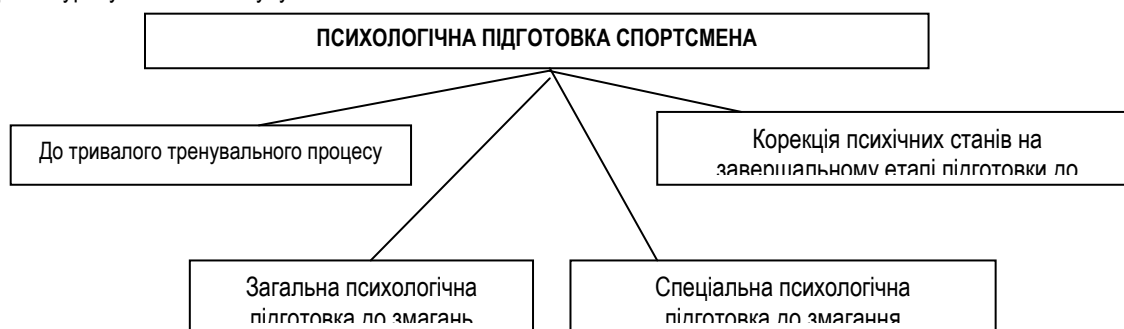 ПСИХОЛОГІЧНА ПІДГОТОВКА СПОРТСМЕНА
До тривалого тренувального процесу
Корекція психічних станів на
завершальному етапі підготовки до
Загальна психологічна
підготовка до змагань
Спеціальна психологічна
підготовка до змагання